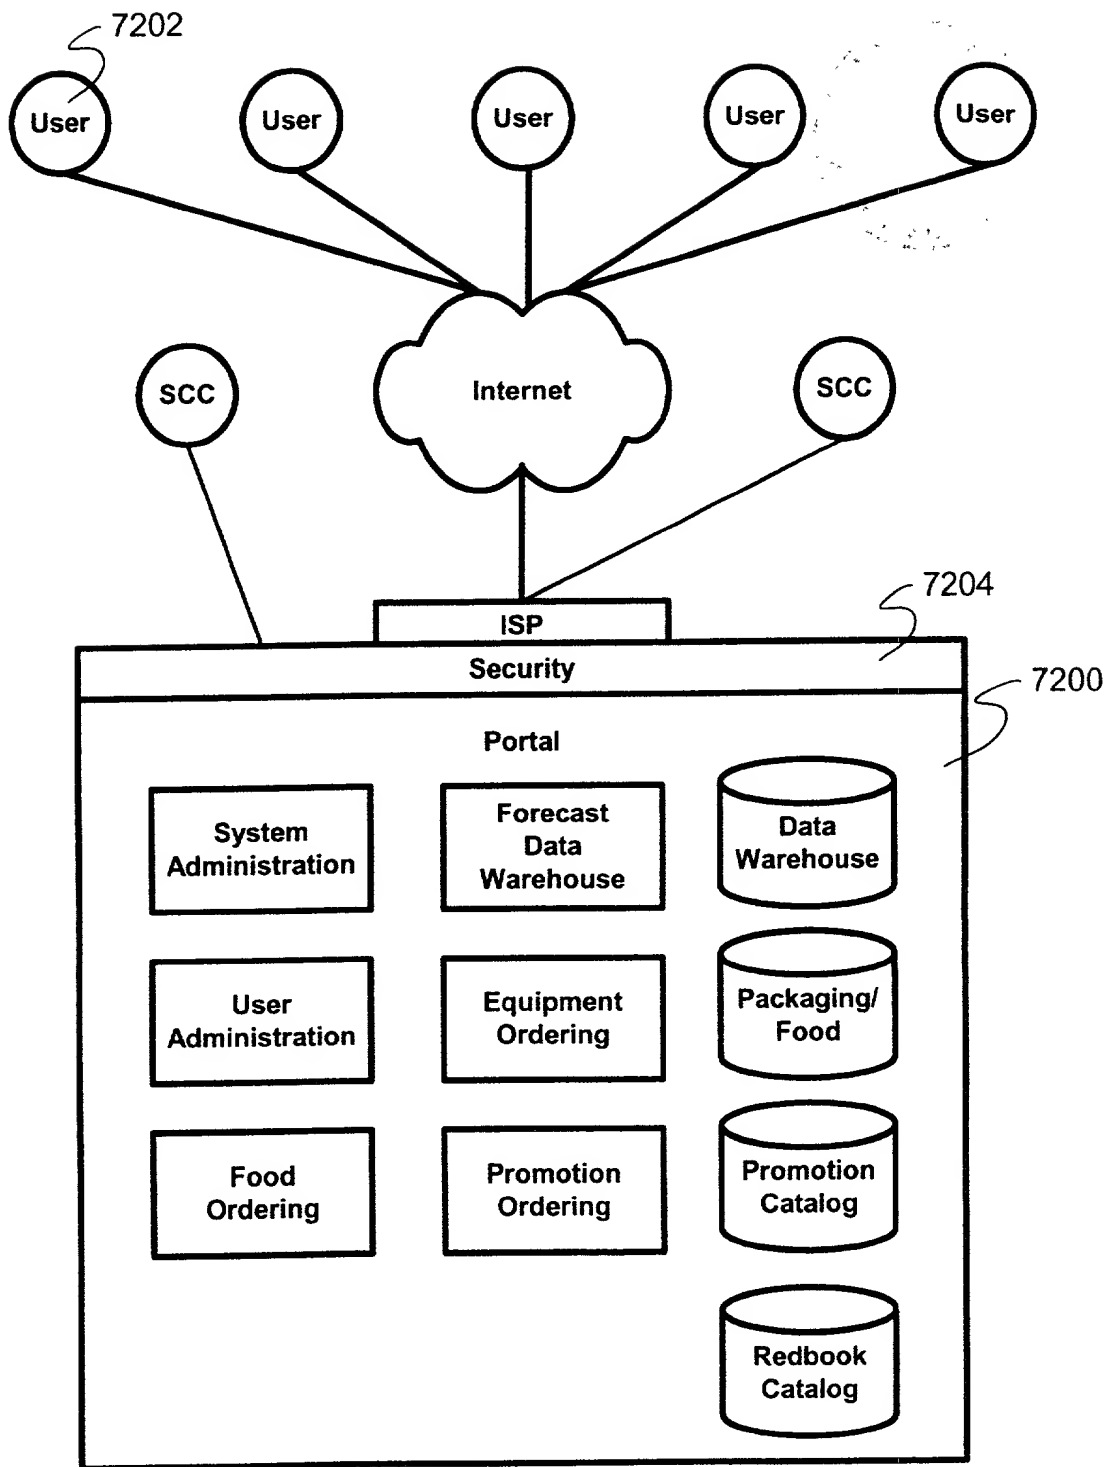 7202
User
User
User
User
User
SCC
Internet
SCC
ISP
7204
Security
7200
Portal
System
Administration
Forecast
Data
Warehouse
Data
Warehouse
User
Administration
Equipment
Ordering
Packaging/
Food
Food
Ordering
Promotion
Ordering
Promotion
Catalog
Redbook
Catalog